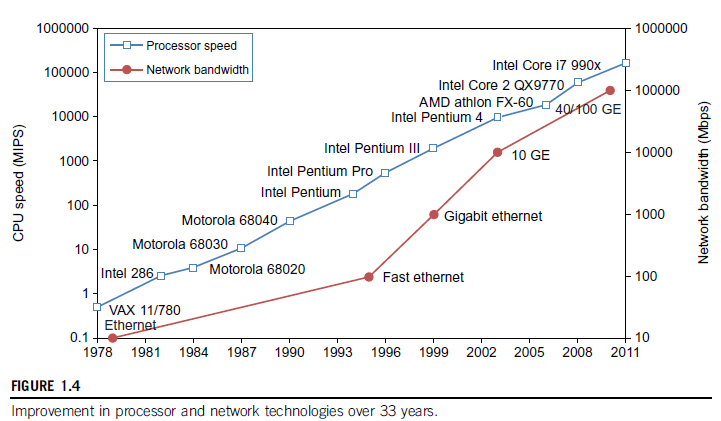 1000000
100000
10000
1000
100
10
1
0.1
CPU speed (MIPS)
Processor speed
Network bandwidth
Intel Core i7 990x
Intel Core 2 QX9770
AMD athlon FX-60
40/100 GE
Intel Pentium 4
Intel Pentium III
10 GE
Intel Pentium Pro
Intel Pentium
Motorola 68040
Gigabit ethernet
Motorola 68030
Intel 286
Motorola 68020
Fast ethernet
VAX 11/780
Ethernet
1000000
100000
10000
1000
100
10
Network bandwidth (Mbps)
1978 1981 1984 1987 1990 1993 1996 1999 2002 2006 2008 2011
FIGURE 1.4
Improvement in processor and network technologies over 33 years.